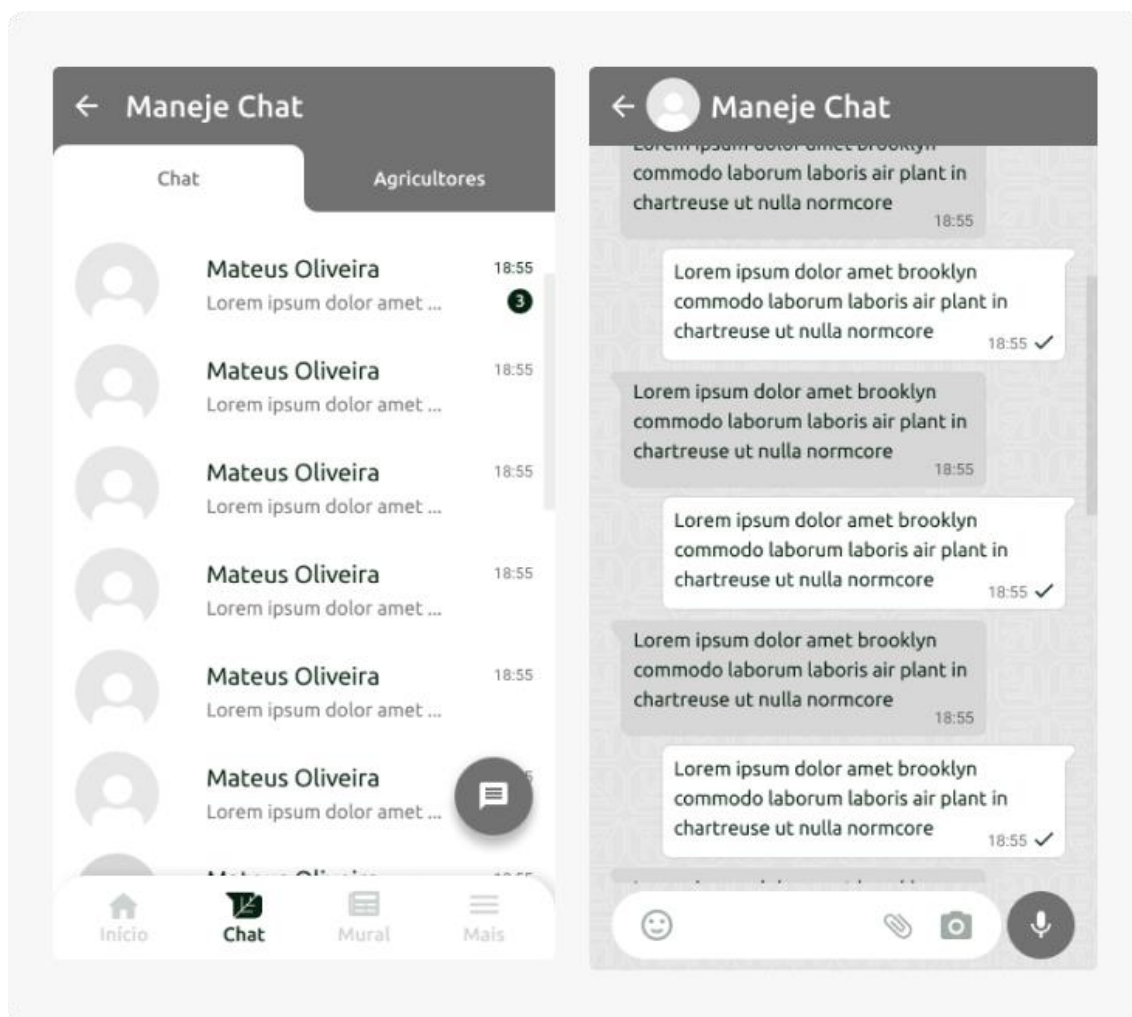 Maneje Chat
Chat
Agricultores
Mateus Oliveira
18:55
Lorem ipsum dolor amet ...
3
Mateus Oliveira
18:55
Lorem ipsum dolor amet ...
Mateus Oliveira
18:55
Lorem ipsum dolor amet ...
Mateus Oliveira
18:55
Lorem ipsum dolor amet ...
Mateus Oliveira
18:55
Lorem ipsum dolor amet ...
Mateus Oliveira
Lorem ipsum dolor amet ...
Início
Chat
Mural
Mais
Maneje Chat
Lorem ipsum dolor amet brooklyn
commodo laborum laboris air plant in
chartreuse ut nulla normcore
18:55
Lorem ipsum dolor amet brooklyn
commodo laborum laboris air plant in
chartreuse ut nulla normcore
18:55
Lorem ipsum dolor amet brooklyn
commodo laborum laboris air plant in
chartreuse ut nulla normcore
18:55
Lorem ipsum dolor amet brooklyn
commodo laborum laboris air plant in
chartreuse ut nulla normcore
18:55
Lorem ipsum dolor amet brooklyn
commodo laborum laboris air plant in
chartreuse ut nulla normcore
18:55
Lorem ipsum dolor amet brooklyn
commodo laborum laboris air plant in
chartreuse ut nulla normcore
18:55